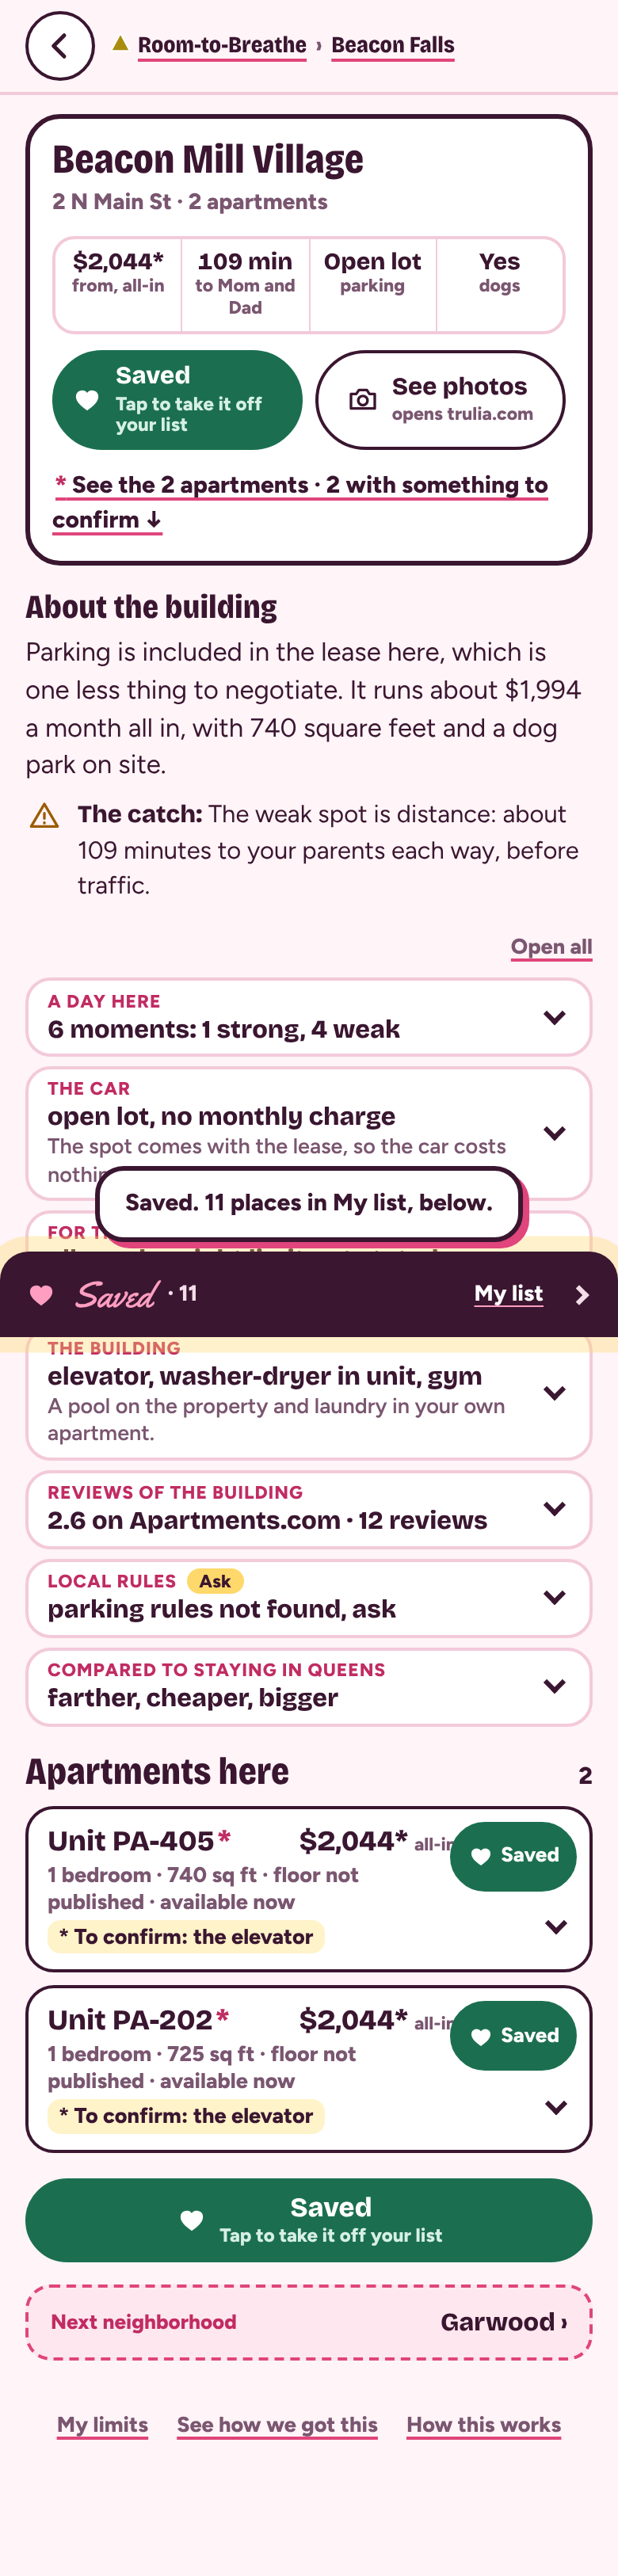 Room-to-Breathe › Beacon Falls
Beacon Mill Village
2 N Main St · 2 apartments
$2,044* 109 min Open lot Yes
from, all-in to Mom and Dad parking dogs
Saved
Tap to take it off
your list
See photos
opens trulia.com
* See the 2 apartments · 2 with something to
confirm ↓
About the building
Parking is included in the lease here, which is
one less thing to negotiate. It runs about $1,994
a month all in, with 740 square feet and a dog
park on site.
The catch: The weak spot is distance: about
109 minutes to your parents each way, before
traffic.
Open all
A DAY HERE
6 moments: 1 strong, 4 weak
THE CAR
open lot, no monthly charge
The spot comes with the lease, so the car costs
Saved. 11 places in My list, below.
FOR
Saved · 11 My list
THE BUILDING
elevator, washer-dryer in unit, gym
A pool on the property and laundry in your own
apartment.
REVIEWS OF THE BUILDING
2.6 on Apartments.com · 12 reviews
LOCAL RULES Ask
parking rules not found, ask
COMPARED TO STAYING IN QUEENS
farther, cheaper, bigger
Apartments here 2
Unit PA-405* $2,044* all-in Saved
1 bedroom · 740 sq ft · floor not
published · available now
* To confirm: the elevator
Unit PA-202* $2,044* all-in Saved
1 bedroom · 725 sq ft · floor not
published · available now
* To confirm: the elevator
Saved
Tap to take it off your list
Next neighborhood Garwood ›
My limits See how we got this How this works